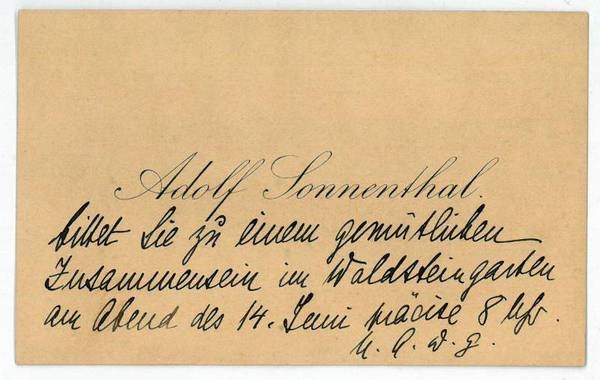 Adolf Sonnenthal.
bittet Sie zu einem gemütlichen
Zusammensein im Waldsteingarten
am Abend des 14. Juni präcise 8 Uhr.
U. A. w. g.